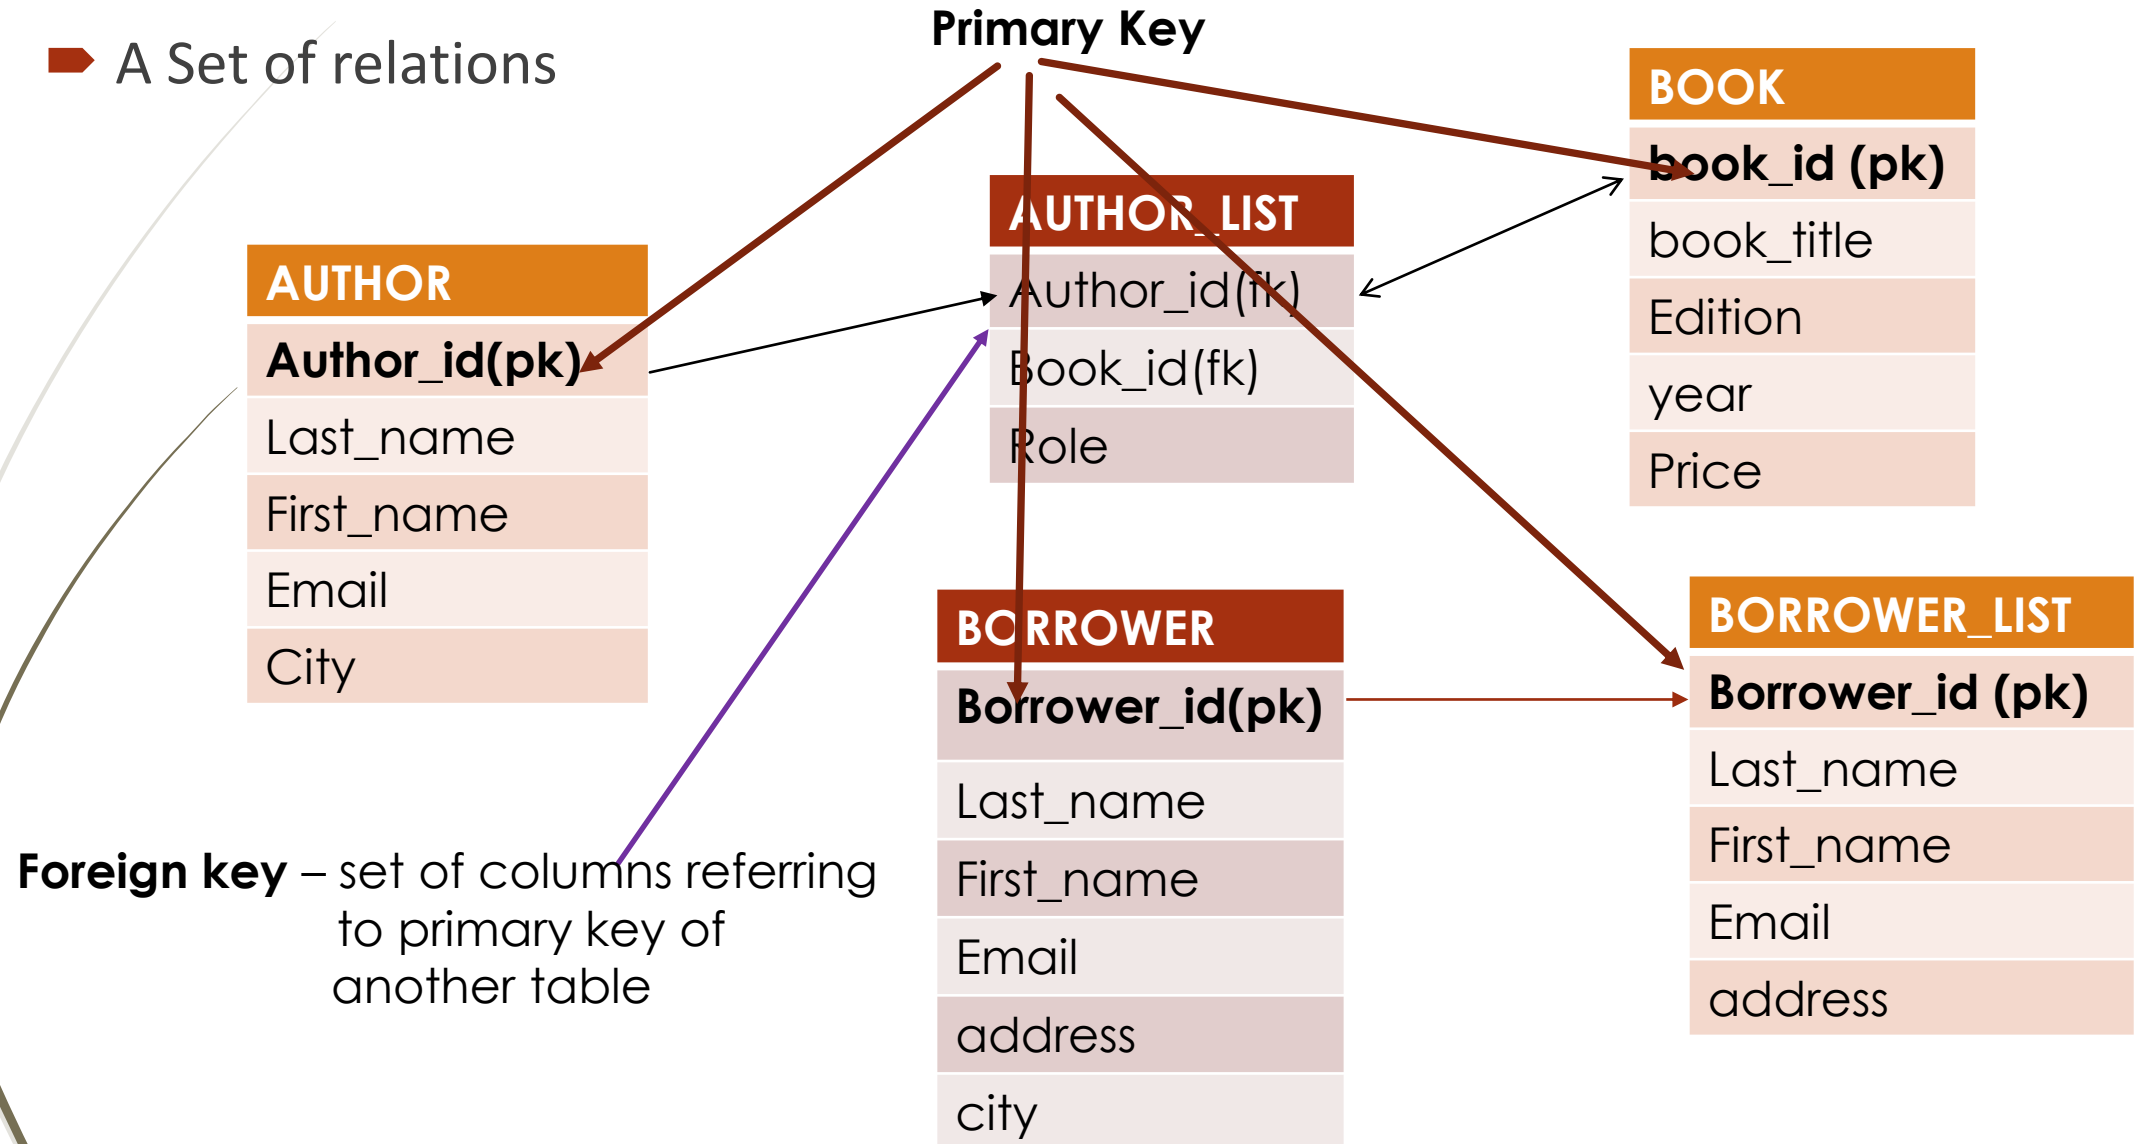 A Set of relations
Primary Key
AUTHOR
Author_id(pk)
Last_name
First_name
Email
City
AUTHOR_LIST
Author_id(fk)
Book_id(fk)
Role
BOOK
book_id (pk)
book_title
Edition
year
Price
BORROWER
Borrower_id(pk)
Last_name
First_name
Email
address
city
BORROWER_LIST
Borrower_id (pk)
Last_name
First_name
Email
address
Foreign key – set of columns referring
to primary key of
another table